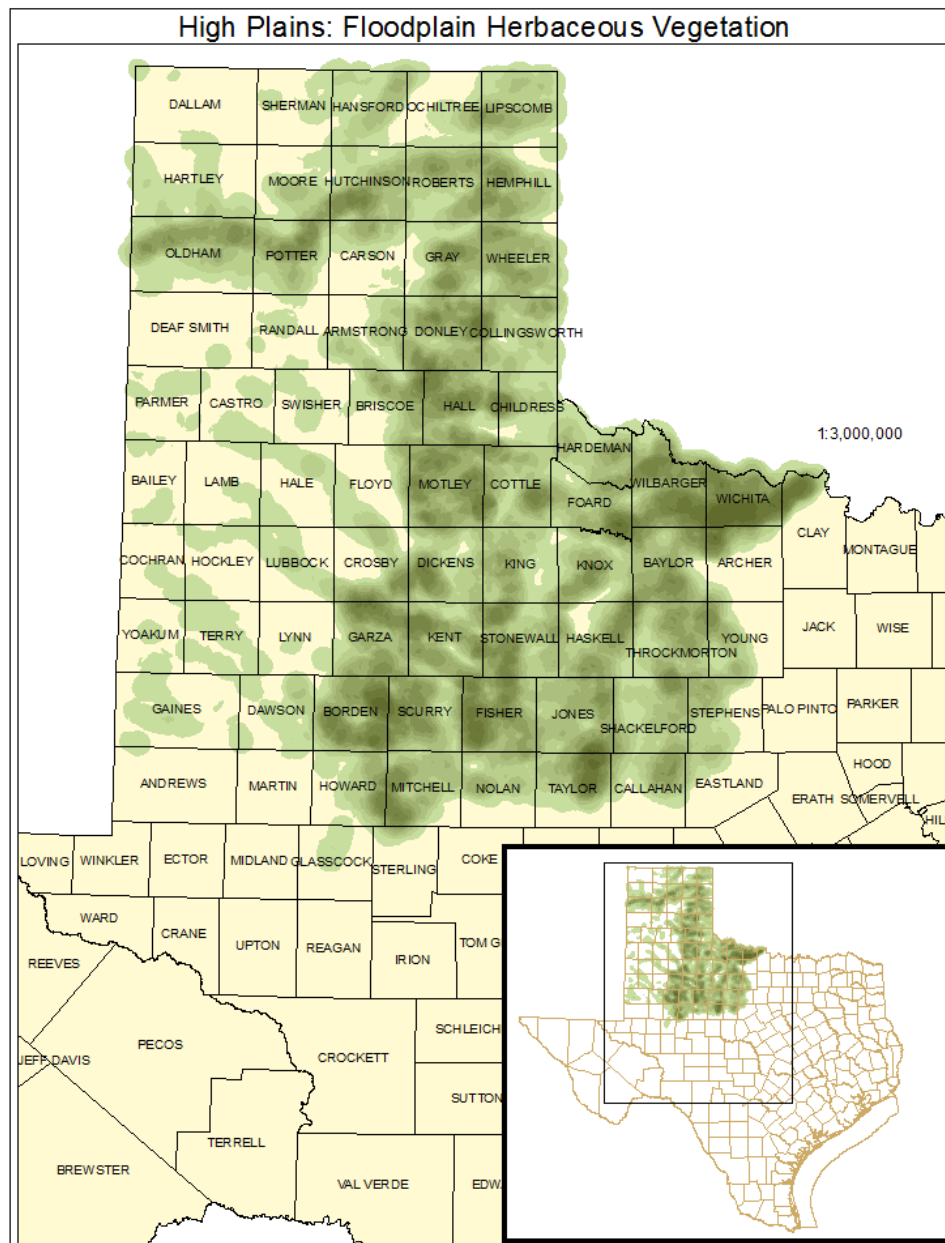 High Plains: Floodplain Herbaceous Vegetation
DALLAM SHERMAN HANSFORD OCHILTREE LIPSCOMB
HARTLEY MOORE HUTCHINSON ROBERTS HEMPHILL
OLDHAM POTTER CARSON GRAY WHEELER
DEAF SMITH RANDALL ARMSTRONG DONLEY COLLINGSWORTH
PARMER CASTRO SWISHER BRISCOE HALL CHILDRESS
1:3,000,000
HARDEMAN
BAILEY LAMB HALE FLOYD MOTLEY COTTLE FOARD WILBARGER WICHITA
CLAY
MONTAGUE
COCHRAN HOCKLEY LUBBOCK CROSBY DICKENS KING KNOX BAYLOR ARCHER
YOAKUM TERRY LYNN GARZA KENT STONEWALL HASKELL THROCKMORTON YOUNG JACK WISE
GAINES DAWSON BORDEN SCURRY FISHER JONES SHACKELFORD STEPHENS PALO PINTO PARKER
HOOD
ANDREWS MARTIN HOWARD MITCHELL NOLAN TAYLOR CALLAHAN EASTLAND
ERATH SOMERVELL
HIL
LOVING WINKLER ECTOR MIDLAND GLASSCOCK STERLING COKE
WARD CRANE UPTON REAGAN IRION TOM G
REEVES
JEFF DAVIS PECOS CROCKETT SCHLEICH
SUTTON
TERRELL
BREWSTER VAL VERDE EDW